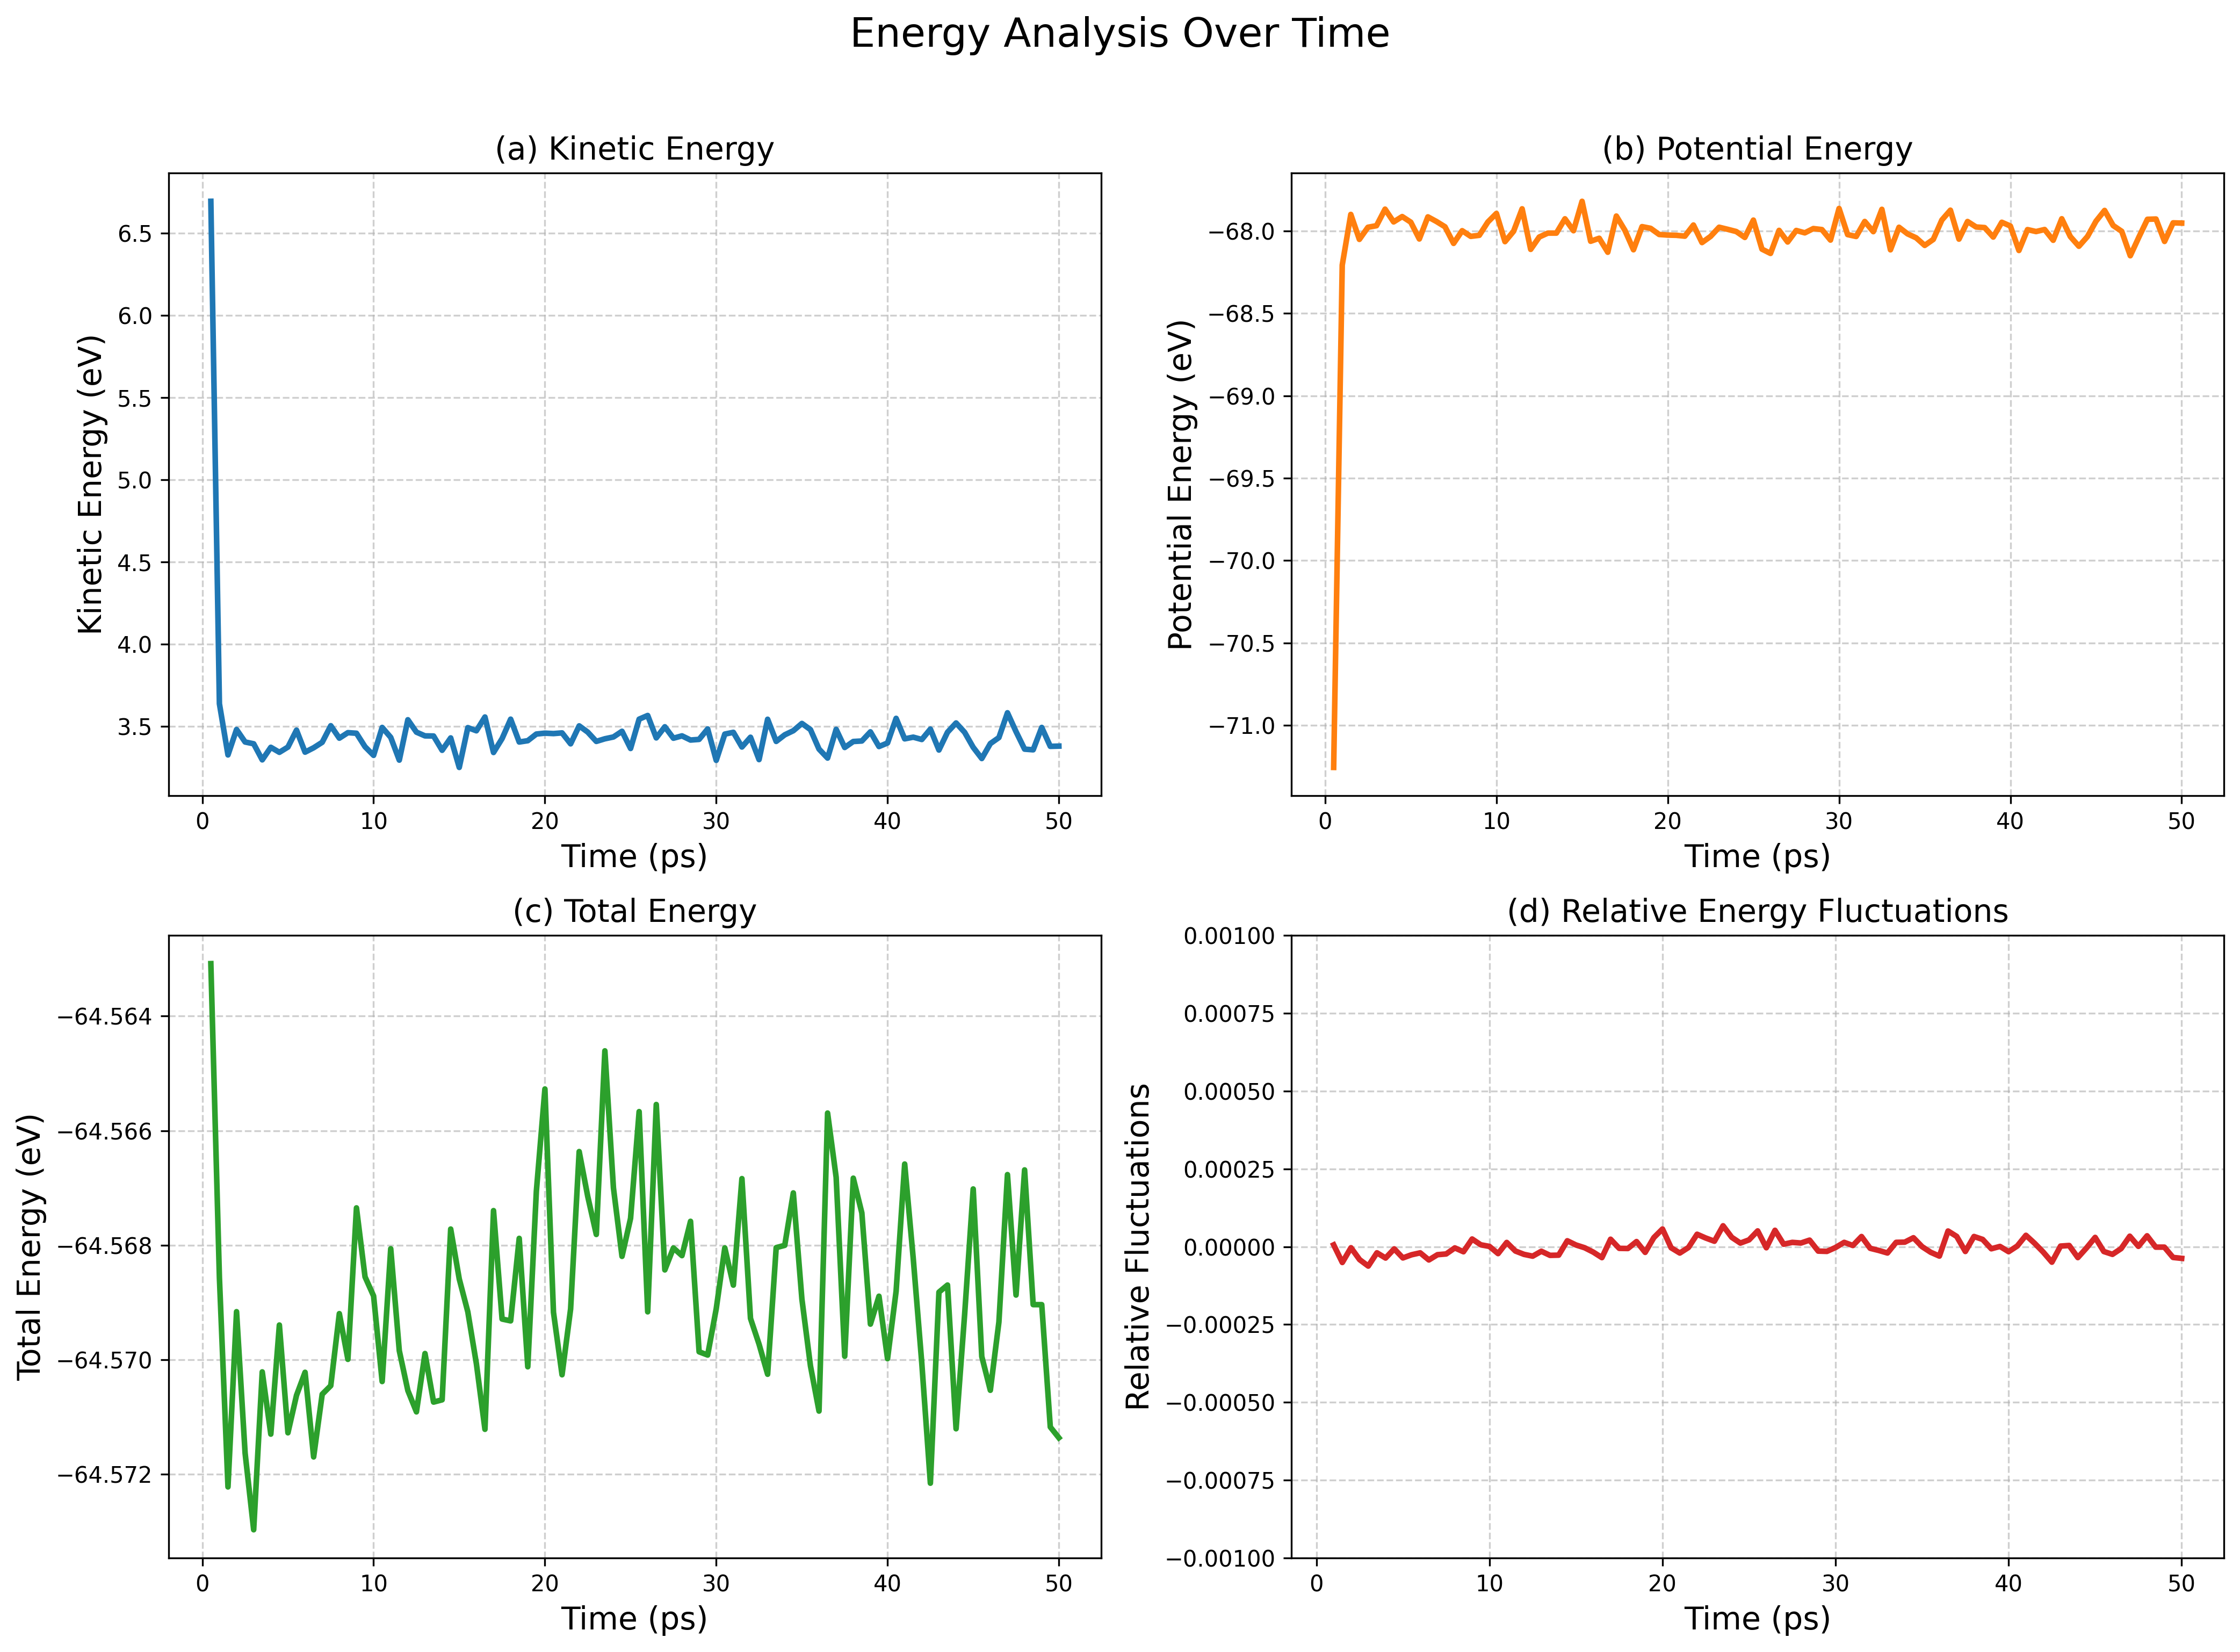 Energy Analysis Over Time
(a) Kinetic Energy
Kinetic Energy (eV)
6.5
6.0
5.5
5.0
4.5
4.0
3.5
0 10 20 30 40 50
Time (ps)
(b) Potential Energy
Potential Energy (eV)
−68.0
−68.5
−69.0
−69.5
−70.0
−70.5
−71.0
0 10 20 30 40 50
Time (ps)
(c) Total Energy
Total Energy (eV)
−64.564
−64.566
−64.568
−64.570
−64.572
0 10 20 30 40 50
Time (ps)
(d) Relative Energy Fluctuations
Relative Fluctuations
0.00100
0.00075
0.00050
0.00025
0.00000
−0.00025
−0.00050
−0.00075
−0.00100
0 10 20 30 40 50
Time (ps)